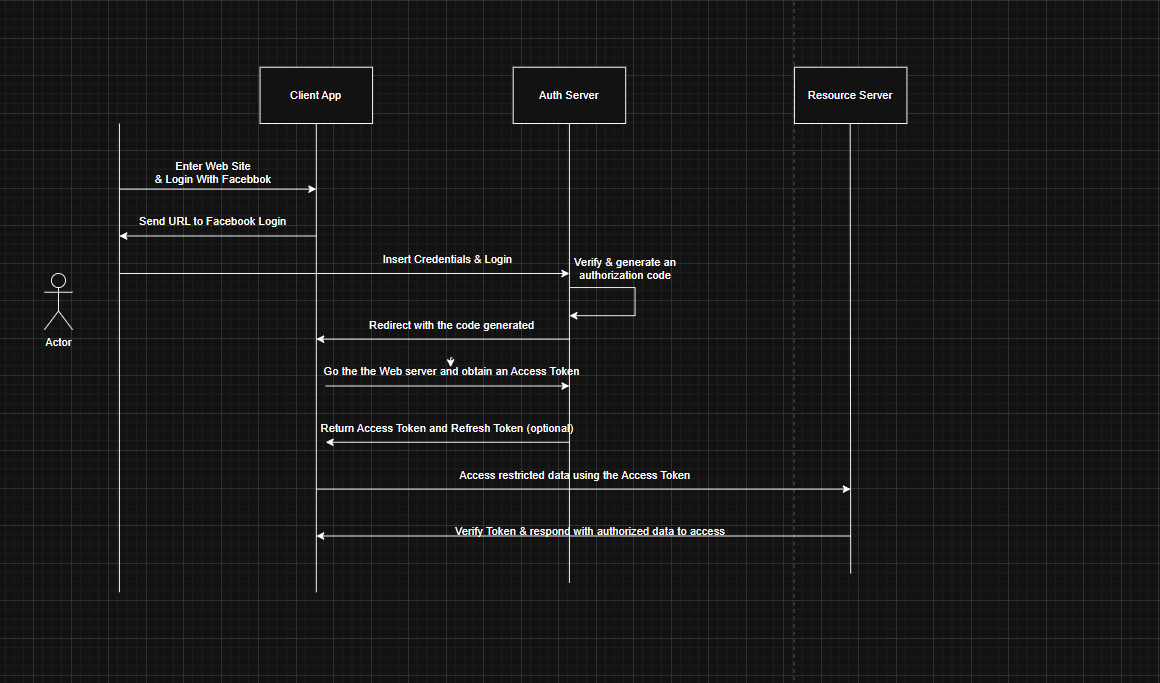 Client App
Auth Server
Resource Server
Enter Web Site
& Login With Facebbok
Send URL to Facebook Login
Insert Credentials & Login
Verify & generate an
authorization code
Redirect with the code generated
Actor
Go the the Web server and obtain an Access Token
Return Access Token and Refresh Token (optional)
Access restricted data using the Access Token
Verify Token & respond with authorized data to access